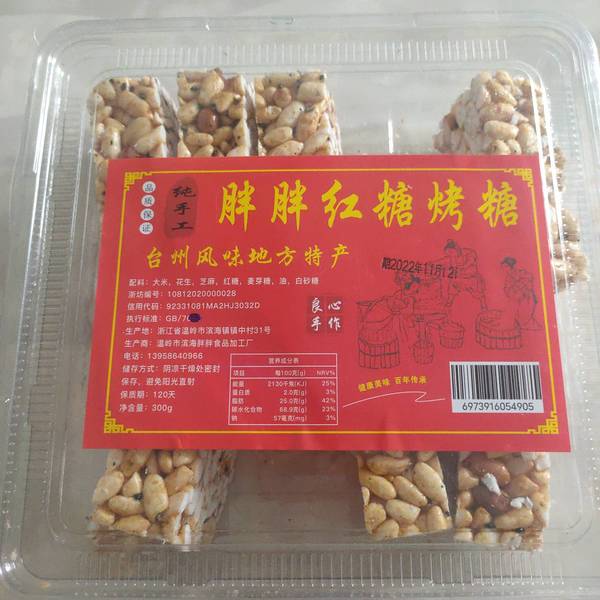 品质保证
纯手工
胖胖红糖烤糖
台州风味地方特产
配料：大米，花生，芝麻，红糖，麦芽糖，油，白砂糖
浙坊编号：10812020000028
信用代码：92331081MA2HJ3032D
执行标准：GB/7
生产地：浙江省温岭市滨海镇镇中村31号
生产商：温岭市滨海胖胖食品加工厂
电话：13958640966
储存方式：阴凉干燥处密封
保存，避免阳光直射
保质期：120天
净含量：300g
期2022年11月12
良心
手作
营养成分表
项目 每100克(g) NRV%
能量 2130千焦(KJ) 25%
蛋白质 2.0克(g) 3%
脂肪 25.0克(g) 42%
碳水化合物 68.9克(g) 23%
钠 57毫克(mg) 3%
健康美味 百年传承
6973916054905